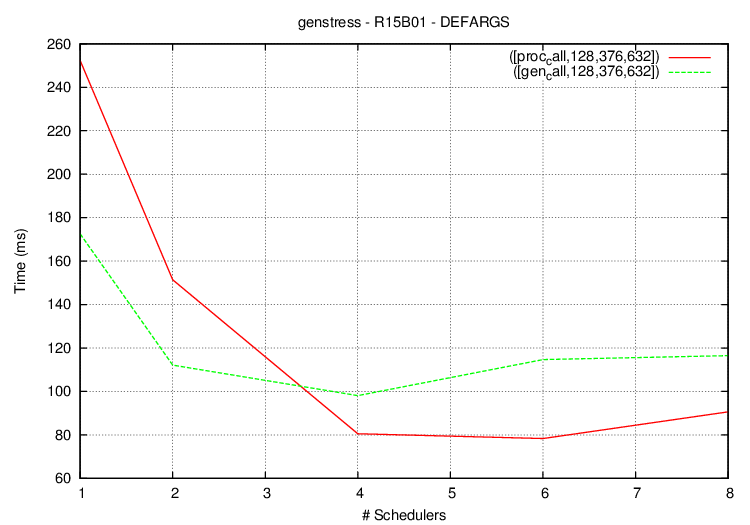 genstress - R15B01 - DEFARGS
([proc_call,128,376,632])
([gen_call,128,376,632])
260
240
220
200
180
160
140
120
100
80
60
Time (ms)
1 2 3 4 5 6 7 8
# Schedulers